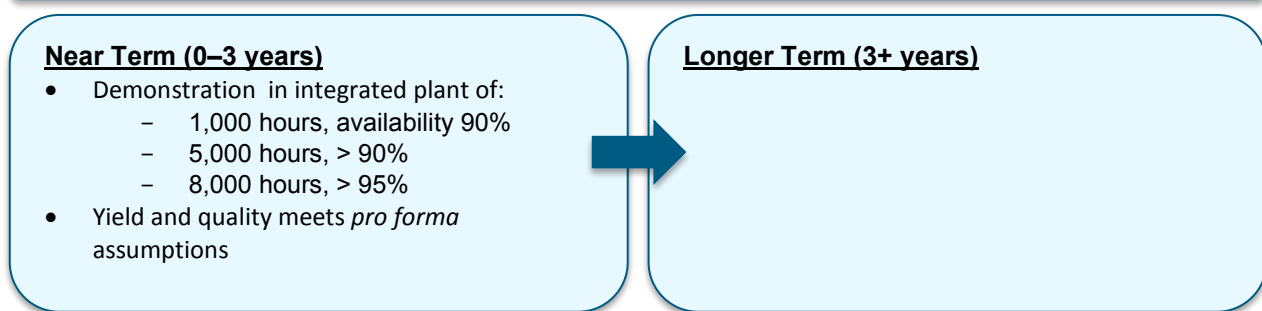 Near Term (0–3 years)
• Demonstration in integrated plant of:
– 1,000 hours, availability 90%
– 5,000 hours, > 90%
– 8,000 hours, > 95%
• Yield and quality meets pro forma
assumptions
Longer Term (3+ years)